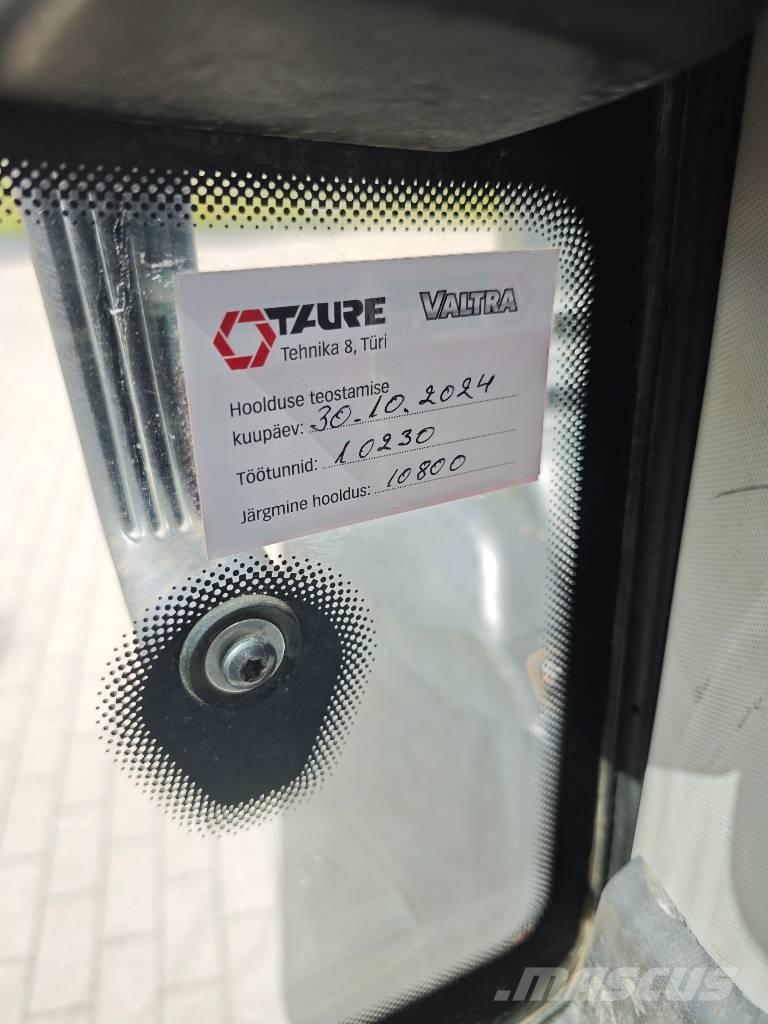 TAURE VALTRA
Tehnika 8, Türi
Hoolduse teostamise
kuupäev: 30.10.2024
Töötunnid: 10230
Järgmine hooldus: 10800
MASCUS